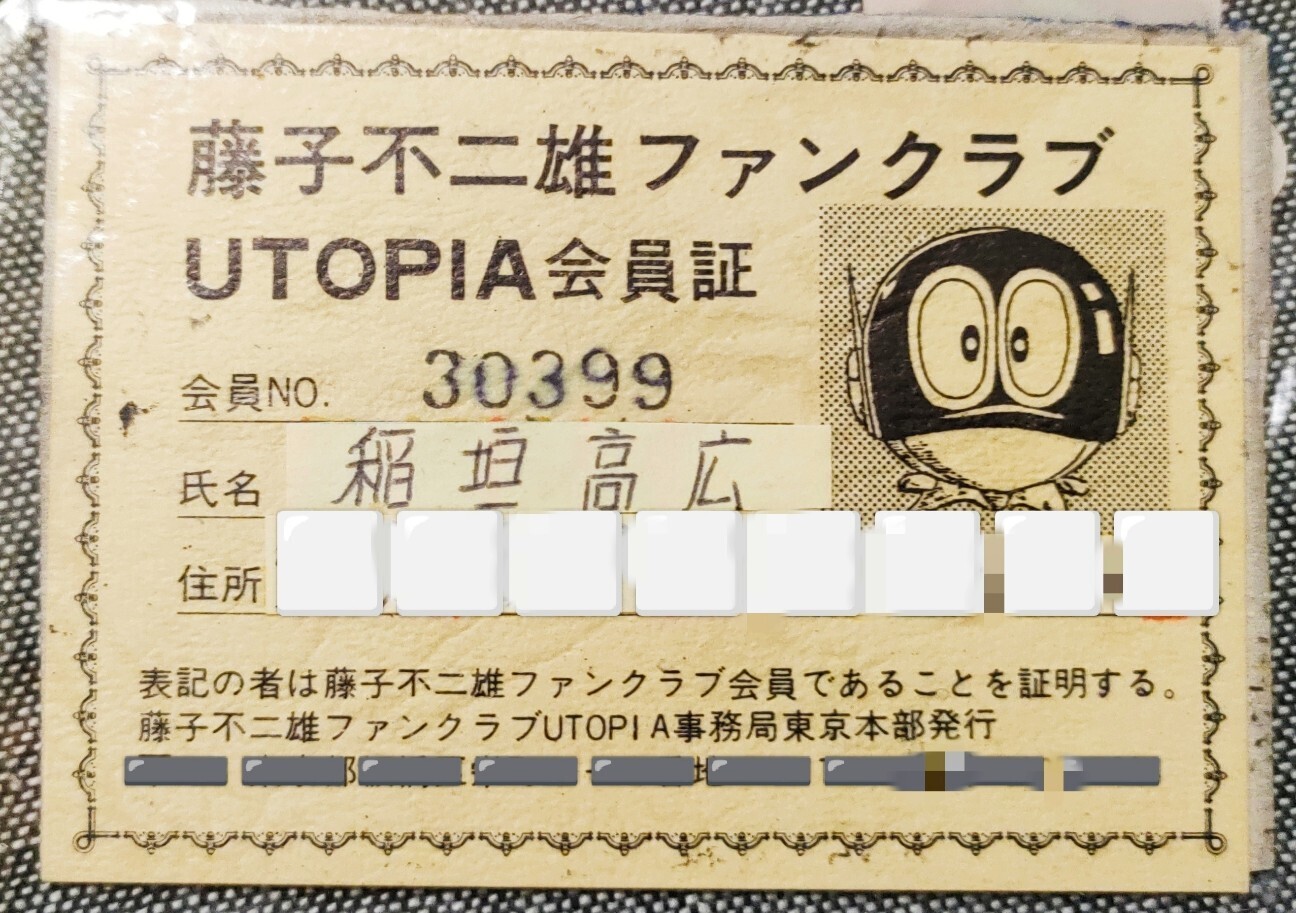 藤子不二雄ファンクラブ
UTOPIA会員証
会員NO. 30399
氏名 稲垣高広
住所
表記の者は藤子不二雄ファンクラブ会員であることを証明する。
藤子不二雄ファンクラブUTOPIA事務局東京本部発行